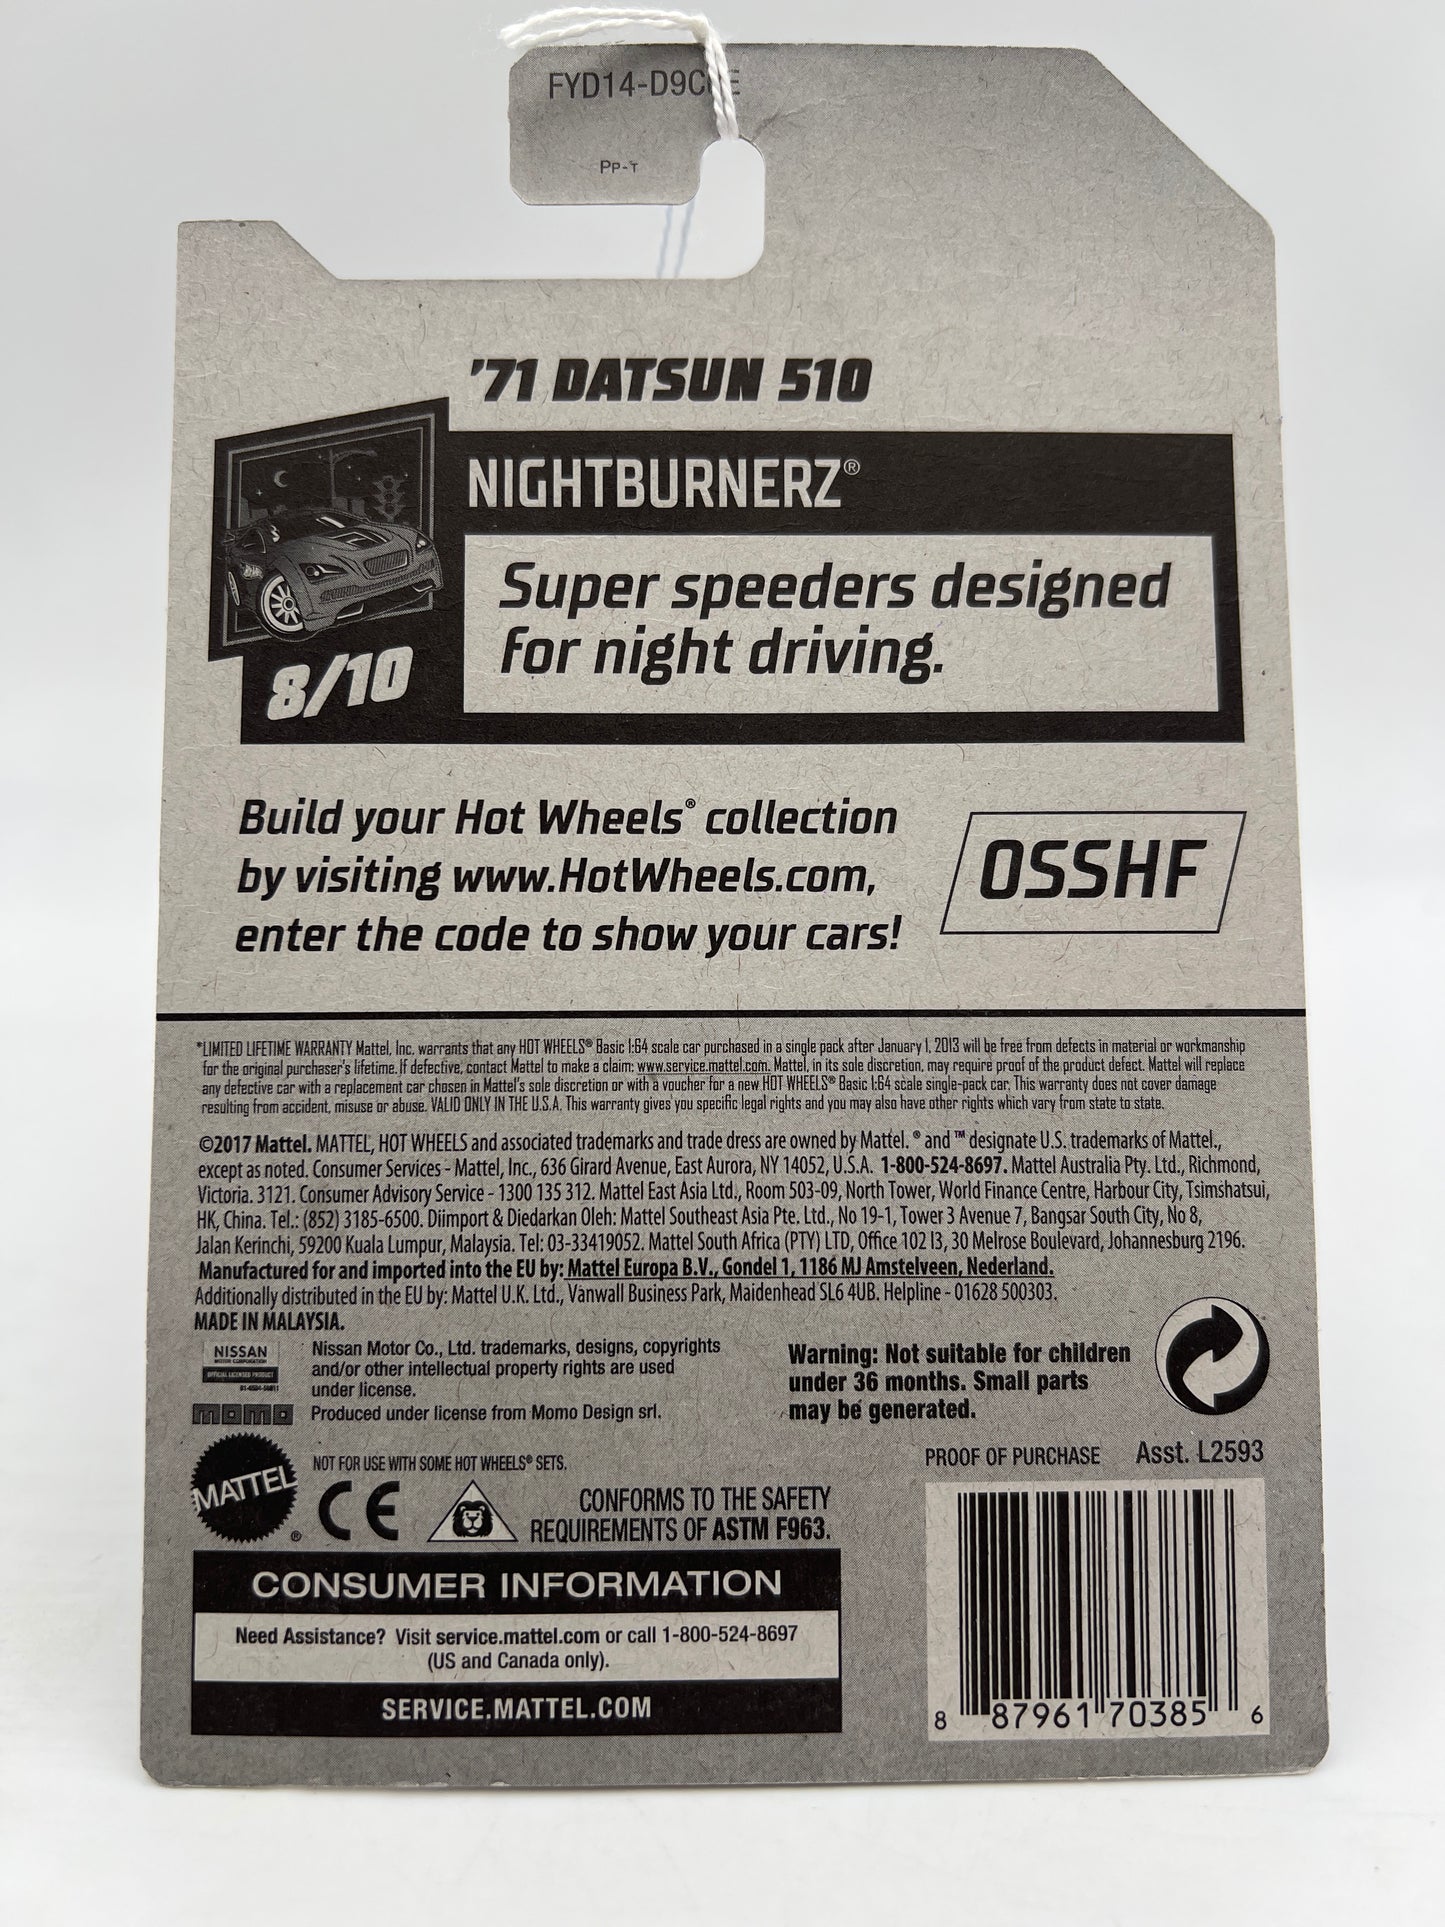 FYD14-D9C
PP-T
'71 DATSUN 510
NIGHTBURNERZ®
Super speeders designed
for night driving.
8/10
Build your Hot Wheels® collection
by visiting www.HotWheels.com,
enter the code to show your cars!
OSSHF
*LIMITED LIFETIME WARRANTY Mattel, Inc. warrants that any HOT WHEELS® Basic 1:64 scale car purchased in a single pack after January 1, 2013 will be free from defects in material or workmanship
for the original purchaser's lifetime. If defective, contact Mattel to make a claim: www.service.mattel.com. Mattel, in its sole discretion, may require proof of the product defect. Mattel will replace
any defective car with a replacement car chosen in Mattel's sole discretion or with a voucher for a new HOT WHEELS® Basic 1:64 scale single-pack car. This warranty does not cover damage
resulting from accident, misuse or abuse. VALID ONLY IN THE U.S.A. This warranty gives you specific legal rights and you may also have other rights which vary from state to state.
©2017 Mattel. MATTEL, HOT WHEELS and associated trademarks and trade dress are owned by Mattel. ® and ™ designate U.S. trademarks of Mattel.,
except as noted. Consumer Services - Mattel, Inc., 636 Girard Avenue, East Aurora, NY 14052, U.S.A. 1-800-524-8697. Mattel Australia Pty. Ltd., Richmond,
Victoria. 3121. Consumer Advisory Service - 1300 135 312. Mattel East Asia Ltd., Room 503-09, North Tower, World Finance Centre, Harbour City, Tsimshatsui,
HK, China. Tel.: (852) 3185-6500. Diimport & Diedarkan Oleh: Mattel Southeast Asia Pte. Ltd., No 19-1, Tower 3 Avenue 7, Bangsar South City, No 8,
Jalan Kerinchi, 59200 Kuala Lumpur, Malaysia. Tel: 03-33419052. Mattel South Africa (PTY) LTD, Office 102 I3, 30 Melrose Boulevard, Johannesburg 2196.
Manufactured for and imported into the EU by: Mattel Europa B.V., Gondel 1, 1186 MJ Amstelveen, Nederland.
Additionally distributed in the EU by: Mattel U.K. Ltd., Vanwall Business Park, Maidenhead SL6 4UB. Helpline - 01628 500303.
MADE IN MALAYSIA.
NISSAN
MOTOR CORPORATION
OFFICIAL LICENSED PRODUCT
Nissan Motor Co., Ltd. trademarks, designs, copyrights
and/or other intellectual property rights are used
under license.
momo
Produced under license from Momo Design srl.
Warning: Not suitable for children
under 36 months. Small parts
may be generated.
MATTEL®
NOT FOR USE WITH SOME HOT WHEELS® SETS.
CE
CONFORMS TO THE SAFETY
REQUIREMENTS OF ASTM F963.
PROOF OF PURCHASE Asst. L2593
CONSUMER INFORMATION
Need Assistance? Visit service.mattel.com or call 1-800-524-8697
(US and Canada only).
SERVICE.MATTEL.COM
8 87961 70385 6